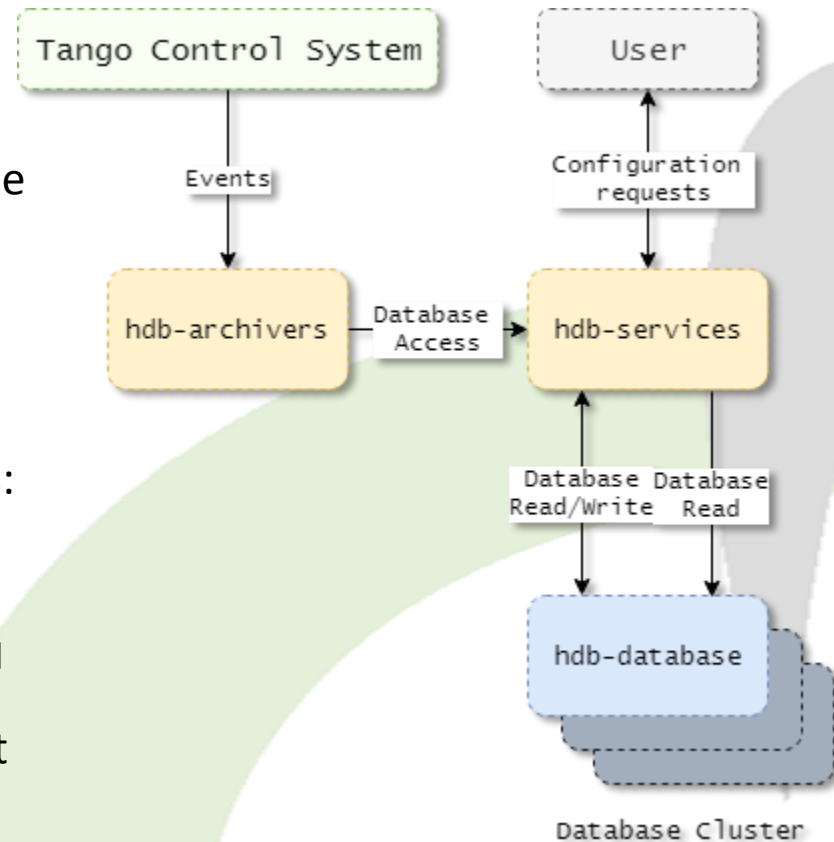 Tango Control System
User
e
Events
Configuration
requests
hdb-archivers
Database
Access
hdb-services
:
Database
Read/Write
Database
Read
hdb-database
t
Database Cluster